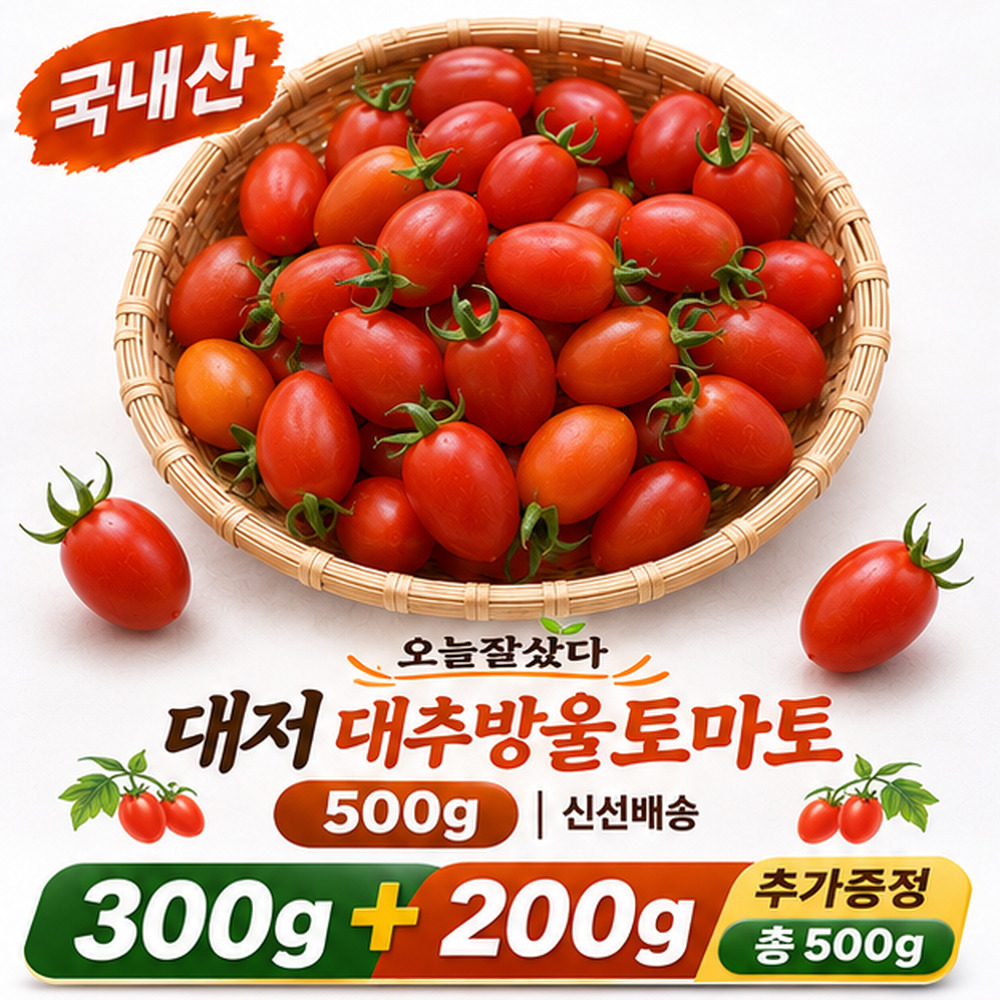 국내산
오늘잘샀다
대저 대추방울토마토
500g | 신선배송
300g + 200g
추가증정
총 500g